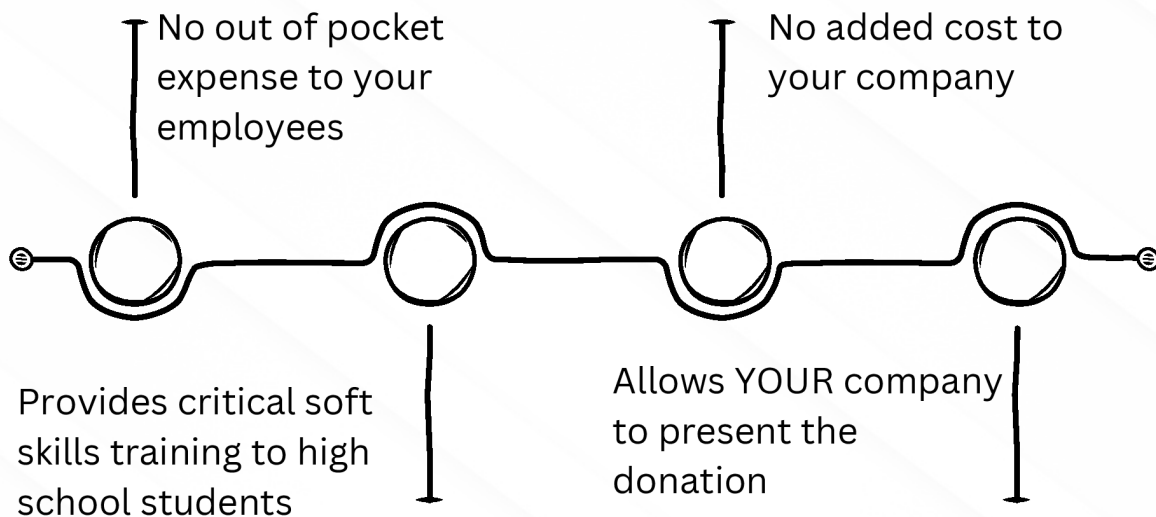 No out of pocket
expense to your
employees
Provides critical soft
skills training to high
school students
No added cost to
your company
Allows YOUR company
to present the
donation